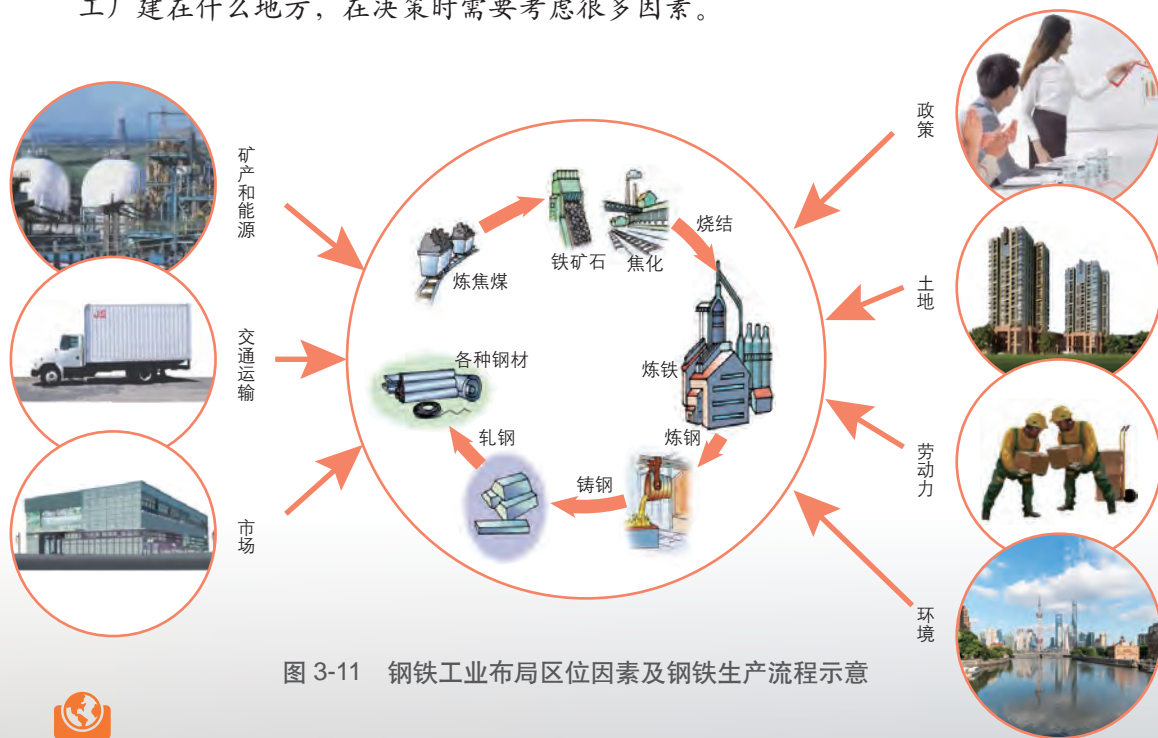 工厂建在什么地方，在决策时需要考虑很多因素。
矿产和能源
交通运输
JS
市场
炼焦煤
铁矿石
焦化
烧结
炼铁
炼钢
铸钢
轧钢
各种钢材
政策
土地
劳动力
环境
图 3-11 钢铁工业布局区位因素及钢铁生产流程示意